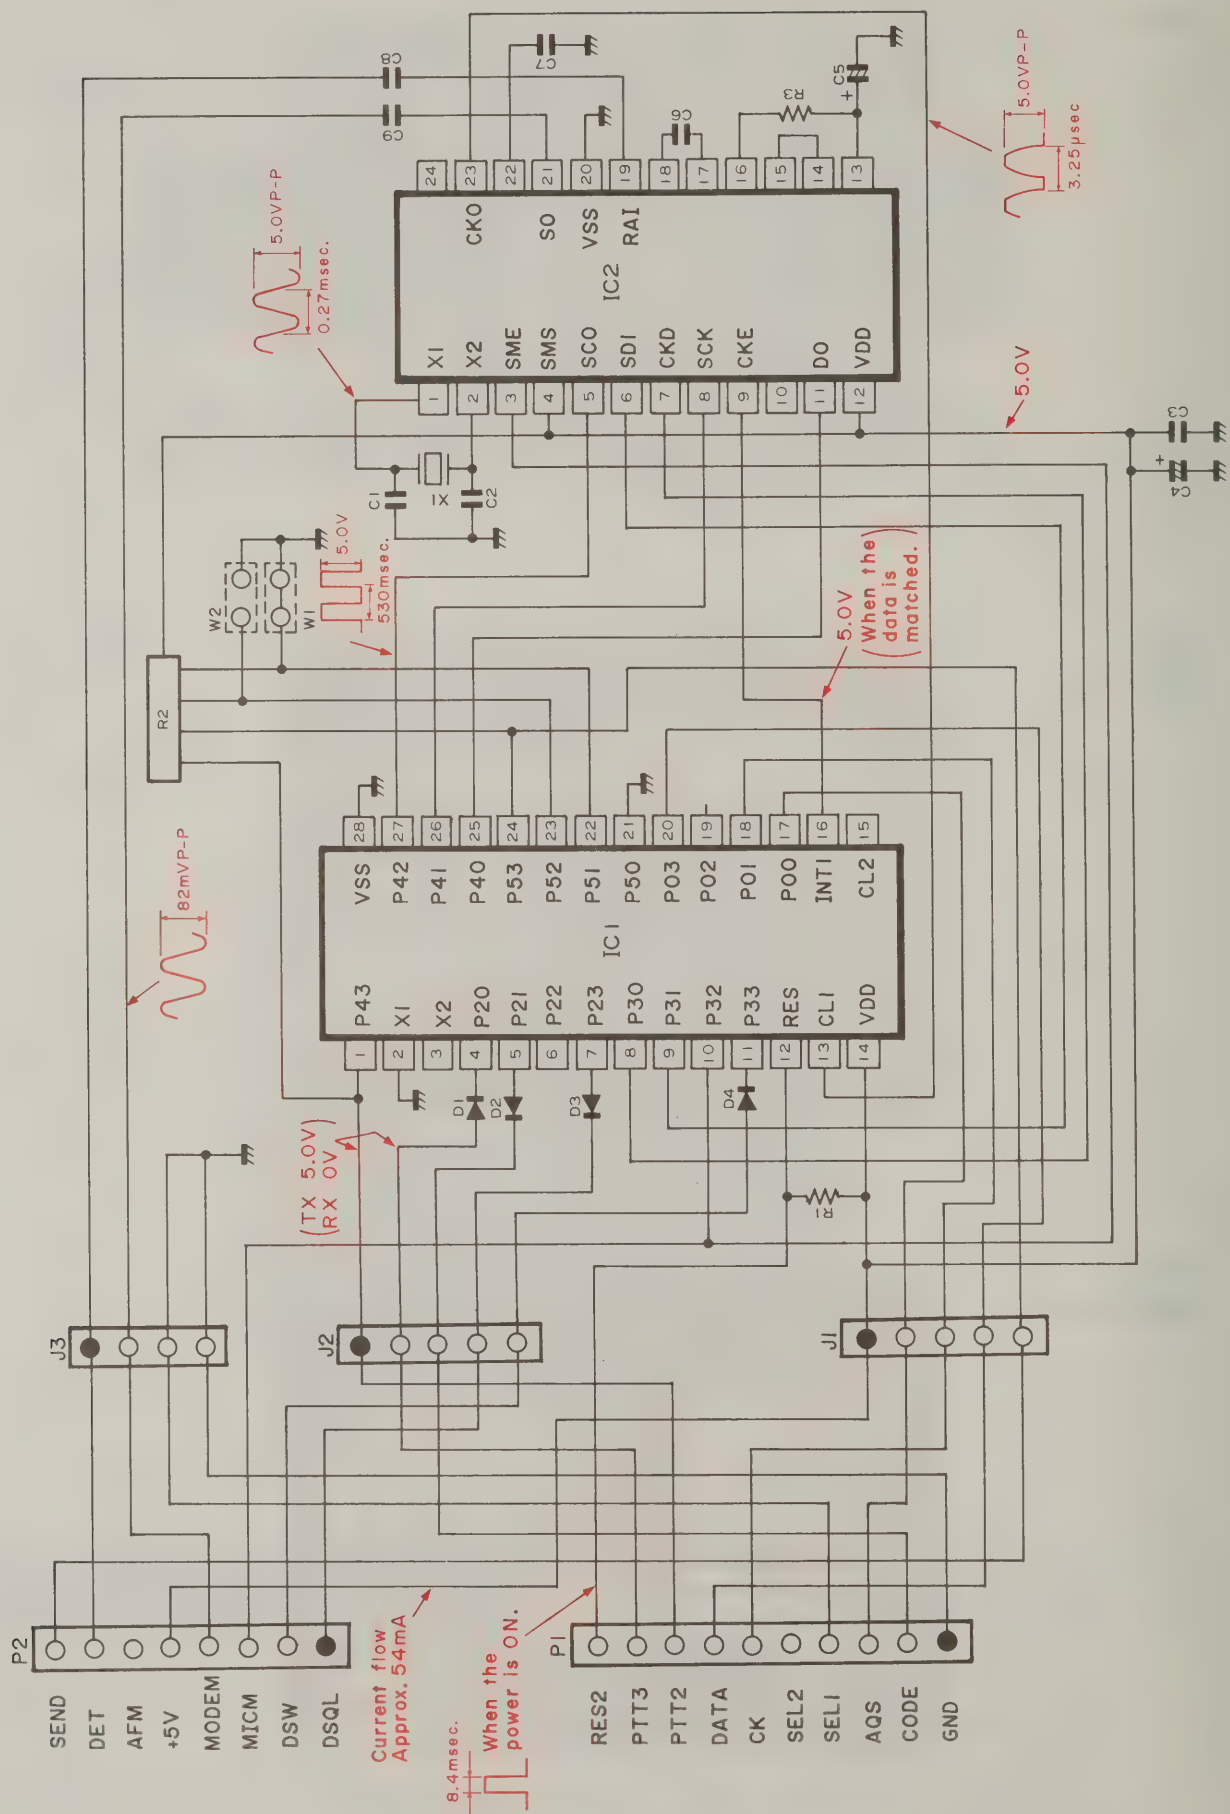 P2
SEND
DET
AFM
+5V
MODEM
MICM
DSW
DSQL
Current flow
Approx. 54mA
8.4msec.
When the
power is ON.
P1
RES2
PTT3
PTT2
DATA
CK
SEL2
SEL1
AQS
CODE
GND
J3
J2
J1
(TX 5.0V)
(RX 0V)
D1
D2
D3
D4
R1
82mVP-P
IC1
1
2
3
4
5
6
7
8
9
10
11
12
13
14
P43
X1
X2
P20
P21
P22
P23
P30
P31
P32
P33
RES
CL1
VDD
VSS
P42
P41
P40
P53
P52
P51
P50
P03
P02
P01
P00
INT1
CL2
28
27
26
25
24
23
22
21
20
19
18
17
16
15
R2
W2
W1
5.0V
530msec.
5.0V
(When the
data is
matched.)
C1
X1
C2
5.0VP-P
0.27msec.
5.0V
C4
+
C3
IC2
1
2
3
4
5
6
7
8
9
10
11
12
X1
X2
SME
SMS
SCO
SDI
CKD
SCK
CKE
DO
VDD
CKO
SO
VSS
RAI
24
23
22
21
20
19
18
17
16
15
14
13
C8
C9
C7
C6
R3
C5
+
5.0VP-P
3.25µsec